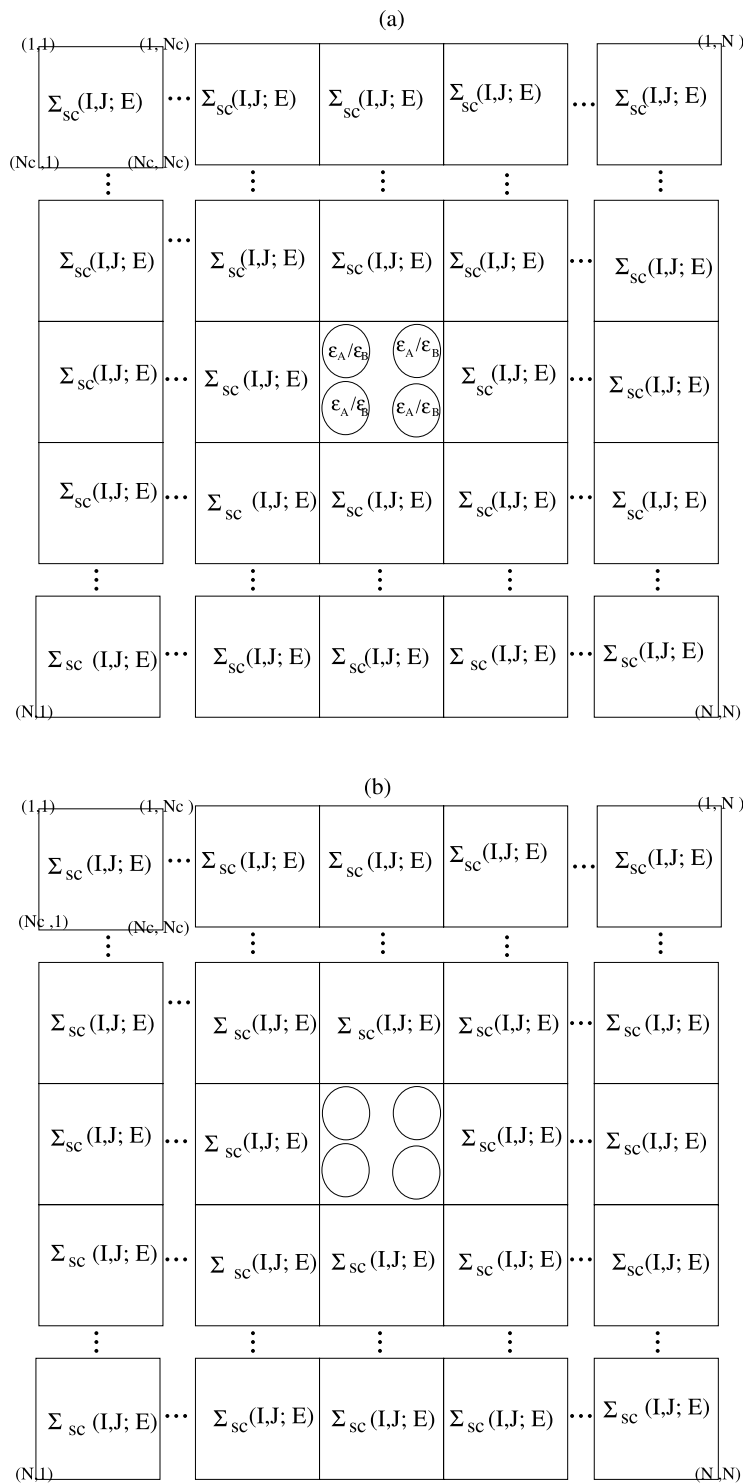 (a)
(1,1) (1, Nc) (1, N )
Σsc(I,J; E) ... Σsc(I,J; E) Σsc(I,J; E) Σsc(I,J; E) ... Σsc(I,J; E)
(Nc ,1) (Nc, Nc)
Σsc(I,J; E) ... Σsc(I,J; E) Σsc (I,J; E) Σsc(I,J; E) ... Σsc(I,J; E)
εA/εB εA/εB
Σsc(I,J; E) ... Σsc (I,J; E) Σsc(I,J; E) ... Σsc(I,J; E)
εA/εB εA/εB
Σsc(I,J; E) ... Σsc (I,J; E) Σsc(I,J; E) Σsc(I,J; E) ... Σsc(I,J; E)
Σsc (I,J; E) ... Σsc(I,J; E) Σsc(I,J; E) Σsc (I,J; E) ... Σsc(I,J; E)
(N,1) (N,N)
(b)
(1,1) (1, Nc ) (1, N )
Σsc (I,J; E) ... Σsc (I,J; E) Σsc (I,J; E) Σsc(I,J; E) ... Σsc(I,J; E)
(Nc ,1) (Nc, Nc)
Σsc (I,J; E) ... Σsc(I,J; E) Σsc(I,J; E) Σsc(I,J; E) ... Σsc (I,J; E)
Σsc (I,J; E) ... Σsc(I,J; E) Σsc(I,J; E) ... Σsc(I,J; E)
Σsc (I,J; E) ... Σ sc(I,J; E) Σsc (I,J; E) Σsc(I,J; E) ... Σsc(I,J; E)
Σsc (I,J; E) ... Σsc(I,J; E) Σsc (I,J; E) Σsc (I,J; E) ... Σsc (I,J; E)
(N,1) (N,N)